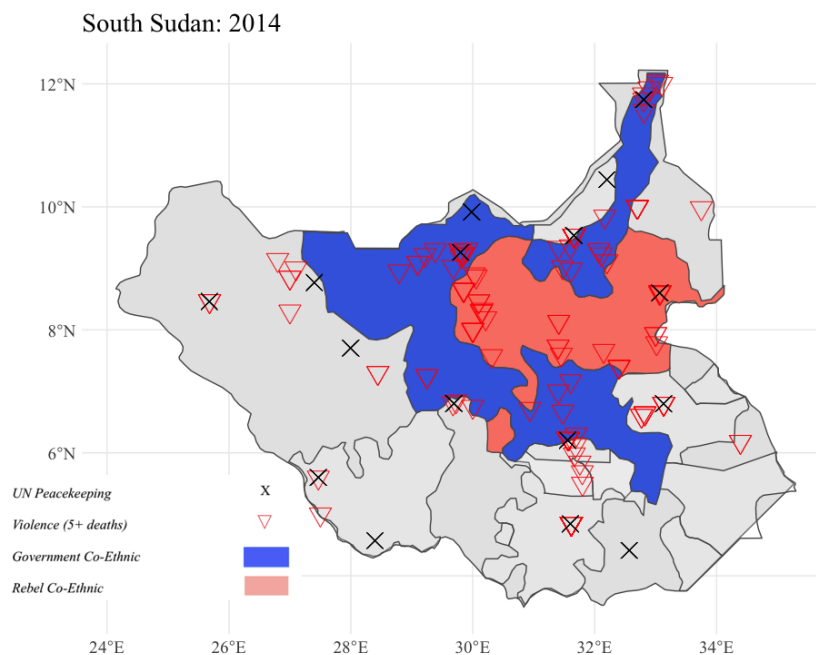 South Sudan: 2014
12°N
10°N
8°N
6°N
UN Peacekeeping X
Violence (5+ deaths)
Government Co-Ethnic
Rebel Co-Ethnic
24°E 26°E 28°E 30°E 32°E 34°E